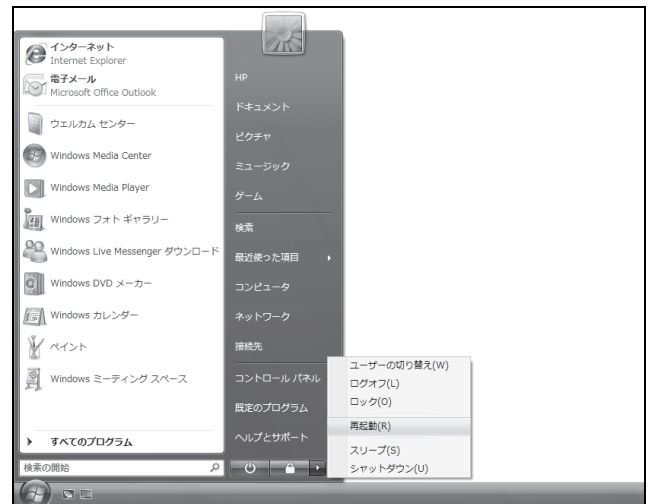 インターネット
Internet Explorer
電子メール
Microsoft Office Outlook
ウェルカム センター
Windows Media Center
Windows Media Player
Windows フォト ギャラリー
Windows Live Messenger ダウンロード
Windows DVD メーカー
Windows カレンダー
ペイント
Windows ミーティング スペース
すべてのプログラム
検索の開始
HP
ドキュメント
ピクチャ
ミュージック
ゲーム
検索
最近使った項目
コンピュータ
ネットワーク
接続先
コントロール パネル
既定のプログラム
ヘルプとサポート
ユーザーの切り替え(W)
ログオフ(L)
ロック(O)
再起動(R)
スリープ(S)
シャットダウン(U)